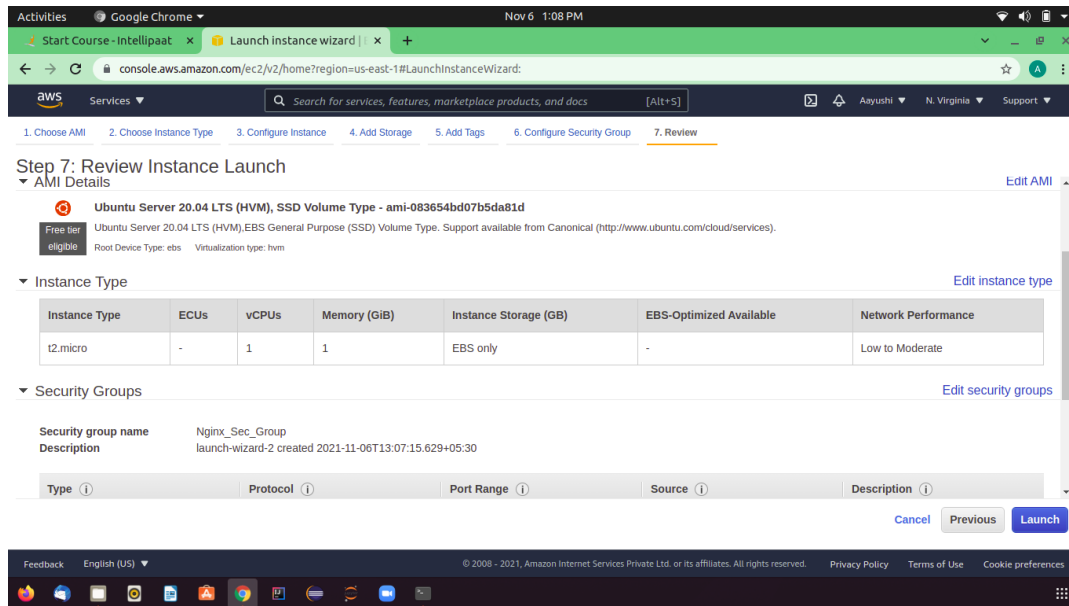 Activities Google Chrome ▾ Nov 6 1:08 PM
Start Course - Intellipaat × Launch instance wizard | E × +
console.aws.amazon.com/ec2/v2/home?region=us-east-1#LaunchInstanceWizard: A
aws Services ▼ Search for services, features, marketplace products, and docs [Alt+S] Aayushi ▼ N. Virginia ▼ Support ▼
1. Choose AMI 2. Choose Instance Type 3. Configure Instance 4. Add Storage 5. Add Tags 6. Configure Security Group 7. Review
Step 7: Review Instance Launch
AMI Details Edit AMI
Ubuntu Server 20.04 LTS (HVM), SSD Volume Type - ami-083654bd07b5da81d
Free tier eligible
Ubuntu Server 20.04 LTS (HVM),EBS General Purpose (SSD) Volume Type. Support available from Canonical (http://www.ubuntu.com/cloud/services).
Root Device Type: ebs Virtualization type: hvm
Instance Type Edit instance type
Instance Type ECUs vCPUs Memory (GiB) Instance Storage (GB) EBS-Optimized Available Network Performance
t2.micro - 1 1 EBS only - Low to Moderate
Security Groups Edit security groups
Security group name Nginx_Sec_Group
Description launch-wizard-2 created 2021-11-06T13:07:15.629+05:30
Type i Protocol i Port Range i Source i Description i
Cancel Previous Launch
Feedback English (US) ▼ © 2008 - 2021, Amazon Internet Services Private Ltd. or its affiliates. All rights reserved. Privacy Policy Terms of Use Cookie preferences